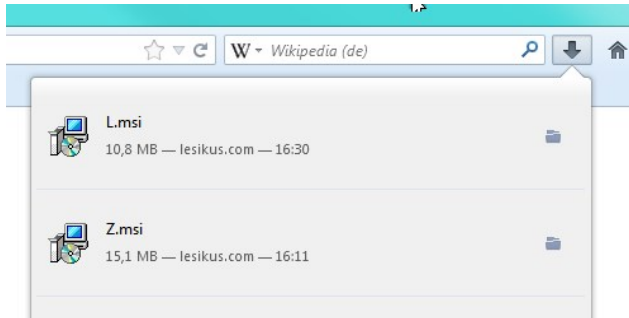 W Wikipedia (de)
L.msi
10,8 MB — lesikus.com — 16:30
Z.msi
15,1 MB — lesikus.com — 16:11